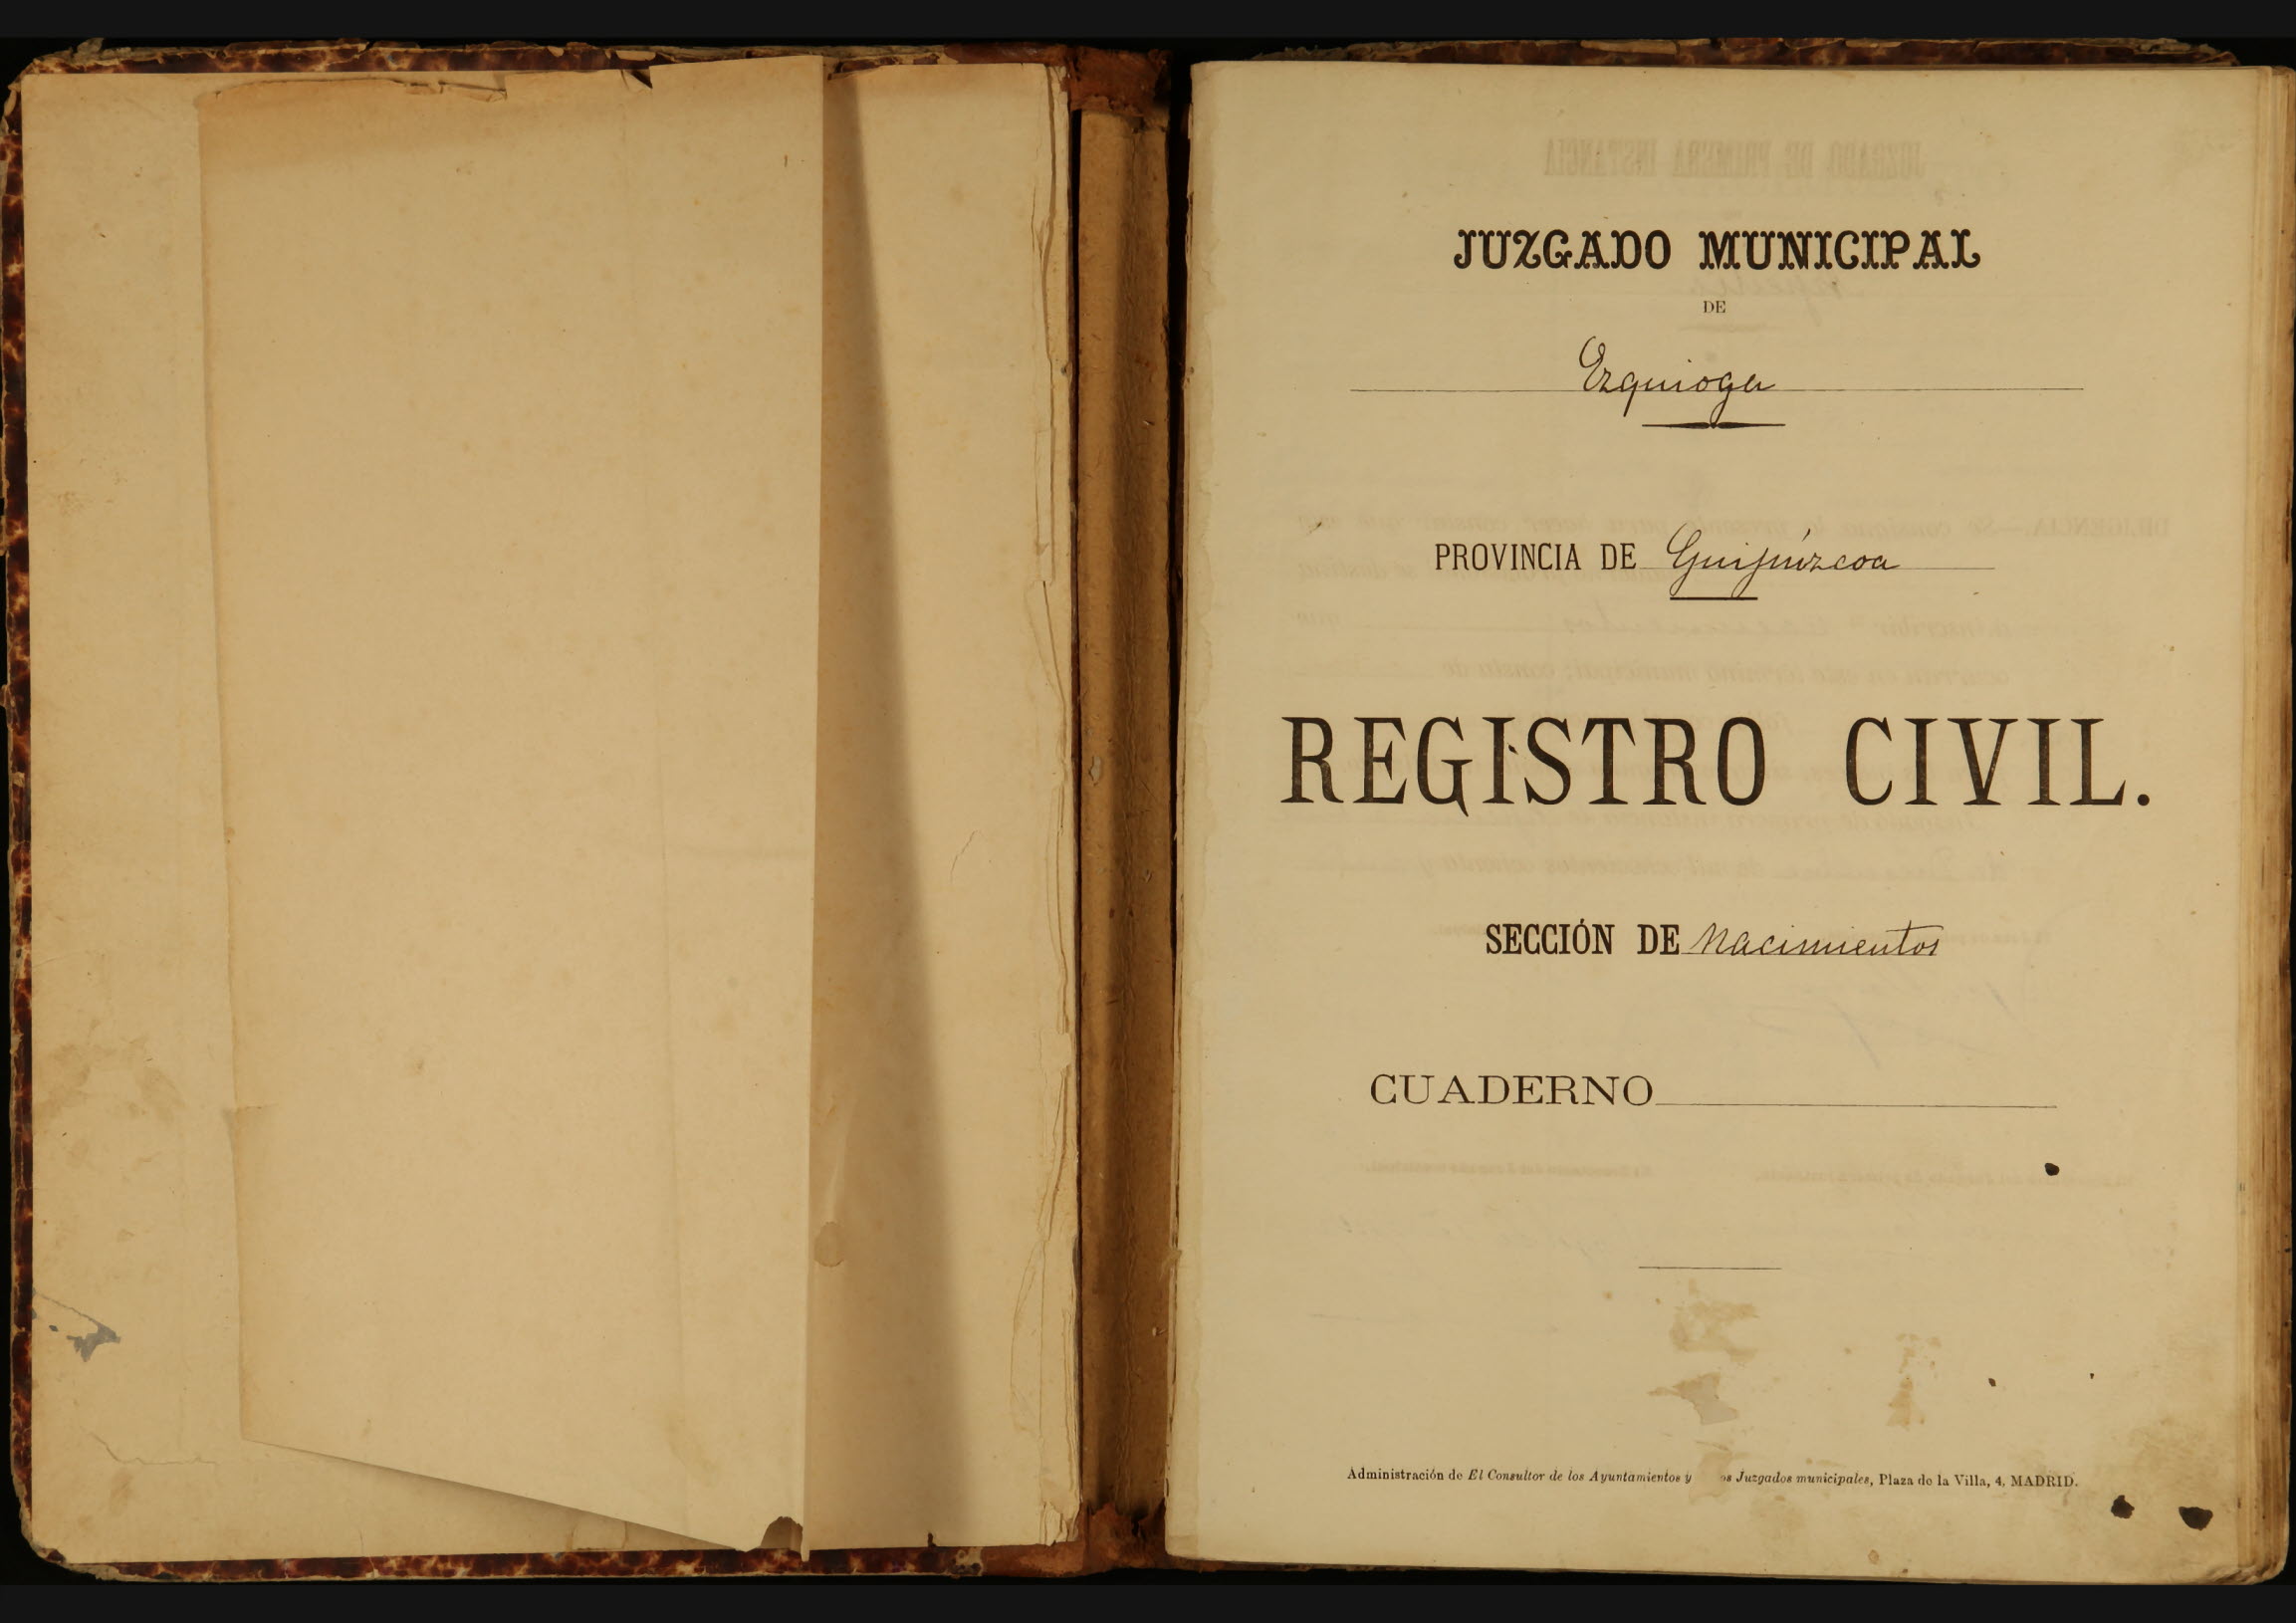 JUZGADO MUNICIPAL
DE
Ezquioga
PROVINCIA DE Guipúzcoa
REGISTRO CIVIL.
SECCIÓN DE Nacimientos
CUADERNO
Administración de El Consultor de los Ayuntamientos y os Juzgados municipales, Plaza de la Villa, 4, MADRID.